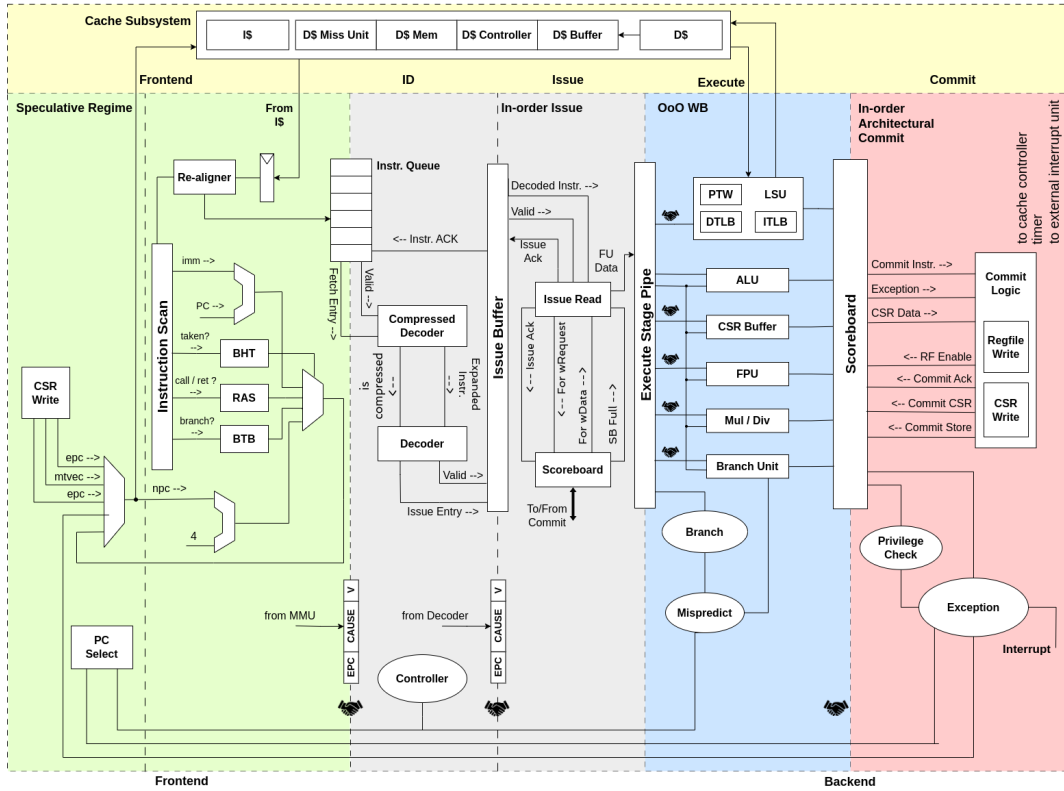 Cache Subsystem
I$
D$ Miss Unit
D$ Mem
D$ Controller
D$ Buffer
D$
Frontend
ID
Issue
Execute
Commit
Speculative Regime
From
I$
In-order Issue
OoO WB
In-order
Architectural
Commit
to cache controller
timer
to external interrupt unit
Re-aligner
Instr. Queue
Instruction Scan
imm -->
PC -->
taken?
-->
BHT
call / ret ?
-->
RAS
branch?
-->
BTB
CSR
Write
epc -->
mtvec -->
epc -->
npc -->
4
<-- Instr. ACK
Fetch Entry -->
Valid -->
Compressed
Decoder
is
compressed
-->
Expanded
Instr.
-->
Decoder
Valid -->
Issue Entry -->
Issue Buffer
Decoded Instr. -->
Valid -->
Issue
Ack
FU
Data
Issue Read
<-- Issue Ack
<-- For wRequest
For wData -->
SB Full -->
Scoreboard
To/From
Commit
Execute Stage Pipe
PTW
LSU
DTLB
ITLB
ALU
CSR Buffer
FPU
Mul / Div
Branch Unit
Branch
Mispredict
Scoreboard
Commit Instr. -->
Exception -->
CSR Data -->
<-- RF Enable
<-- Commit Ack
<-- Commit CSR
<-- Commit Store
Commit
Logic
Regfile
Write
CSR
Write
Privilege
Check
Exception
Interrupt
PC
Select
from MMU
V
CAUSE
EPC
from Decoder
V
CAUSE
EPC
Controller
Frontend
Backend